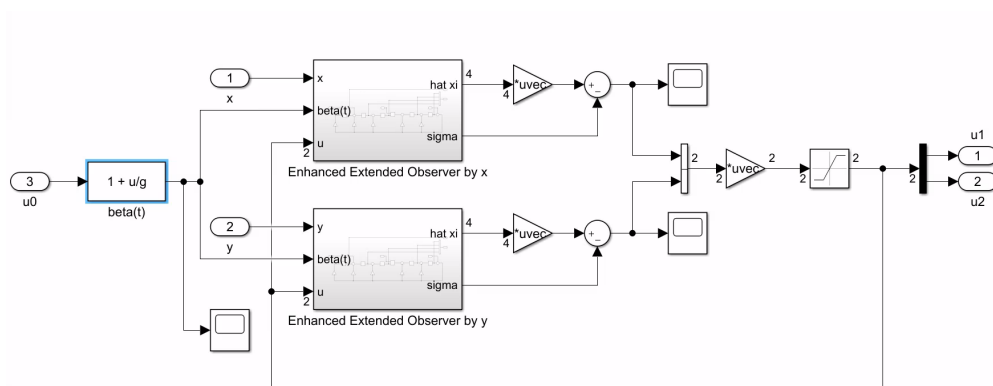 1
x
x
beta(t)
u
2
hat xi
sigma
4
4
*uvec
+
−
Enhanced Extended Observer by x
3
u0
1 + u/g
beta(t)
2
y
y
beta(t)
u
2
hat xi
sigma
4
4
*uvec
+
−
Enhanced Extended Observer by y
2
2
*uvec
2
2
2
u1
1
2
u2